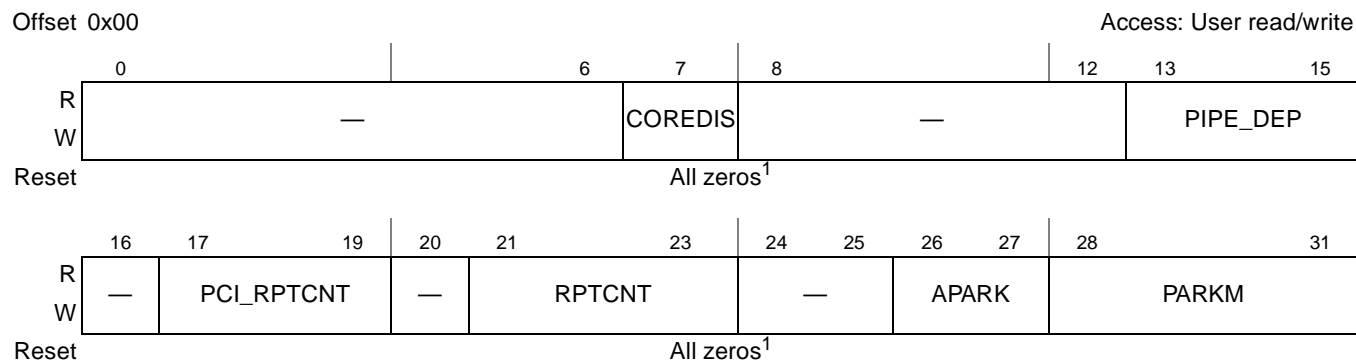 Offset 0x00 Access: User read/write
0 6 7 8 12 13 15
R
— COREDIS — PIPE_DEP
W
Reset All zeros1
16 17 19 20 21 23 24 25 26 27 28 31
R
— PCI_RPTCNT — RPTCNT — APARK PARKM
W
Reset All zeros1